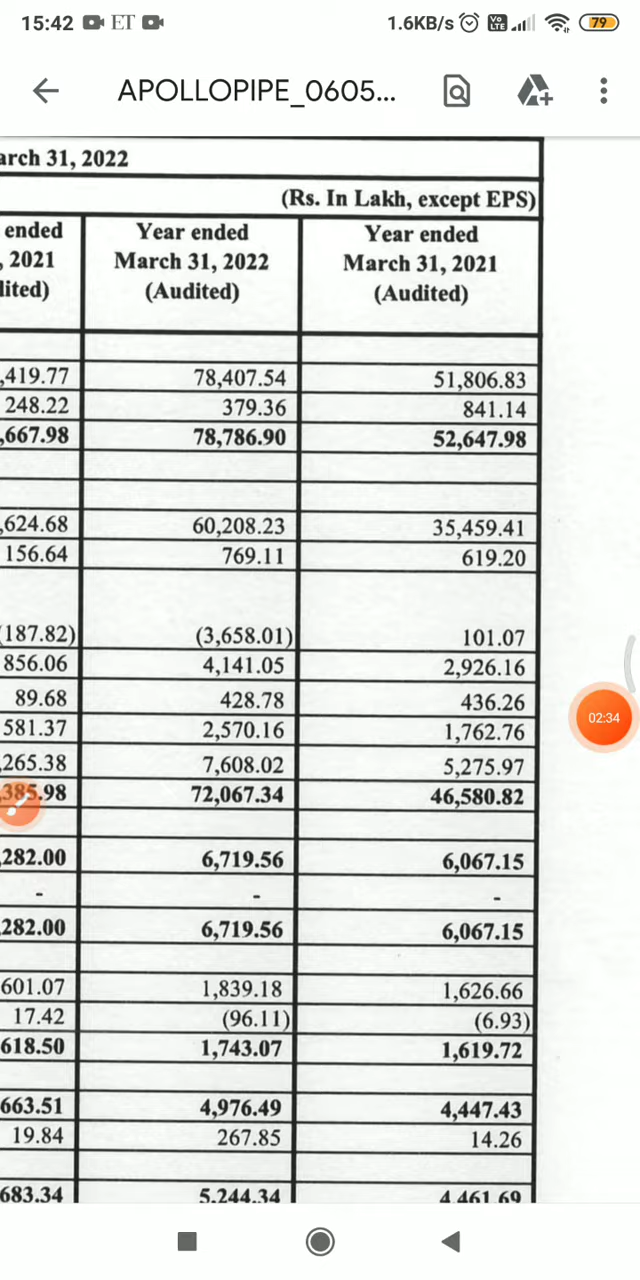 15:42 ET 1.6KB/s Vo LTE 79
APOLLOPIPE_0605...
arch 31, 2022
(Rs. In Lakh, except EPS)
ended Year ended Year ended
, 2021 March 31, 2022 March 31, 2021
lited) (Audited) (Audited)
,419.77 78,407.54 51,806.83
248.22 379.36 841.14
,667.98 78,786.90 52,647.98
,624.68 60,208.23 35,459.41
156.64 769.11 619.20
(187.82) (3,658.01) 101.07
856.06 4,141.05 2,926.16
89.68 428.78 436.26
581.37 2,570.16 1,762.76
02:34
,265.38 7,608.02 5,275.97
,385.98 72,067.34 46,580.82
,282.00 6,719.56 6,067.15
- - -
,282.00 6,719.56 6,067.15
601.07 1,839.18 1,626.66
17.42 (96.11) (6.93)
618.50 1,743.07 1,619.72
663.51 4,976.49 4,447.43
19.84 267.85 14.26
683.34 5,244.34 4,461.69